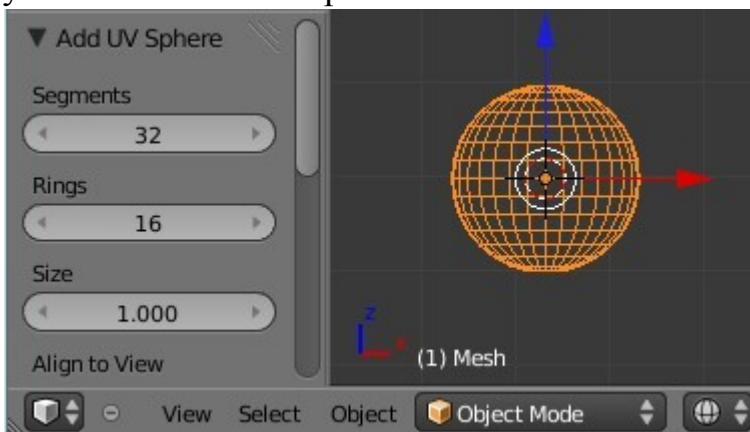 Add UV Sphere
Segments
32
Rings
16
Size
1.000
Align to View
z
x
(1) Mesh
View Select Object Object Mode